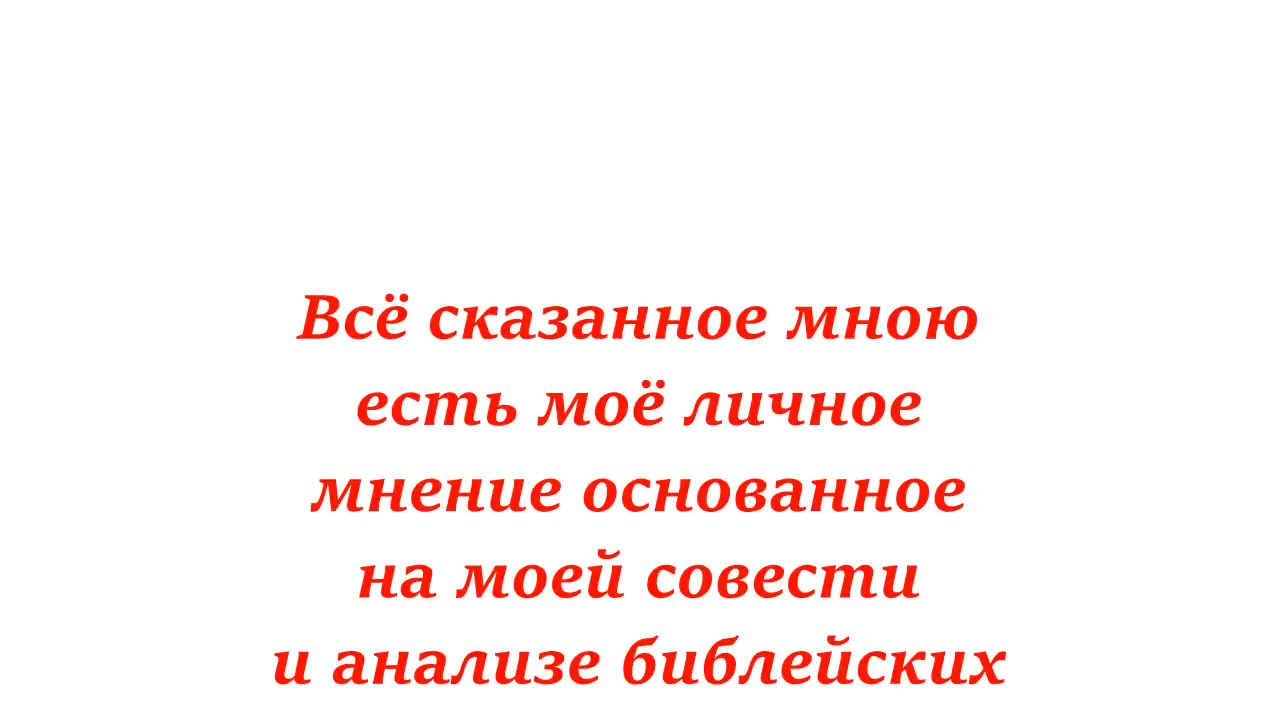 Всё сказанное мною
есть моё личное
мнение основанное
на моей совести
и анализе библейских